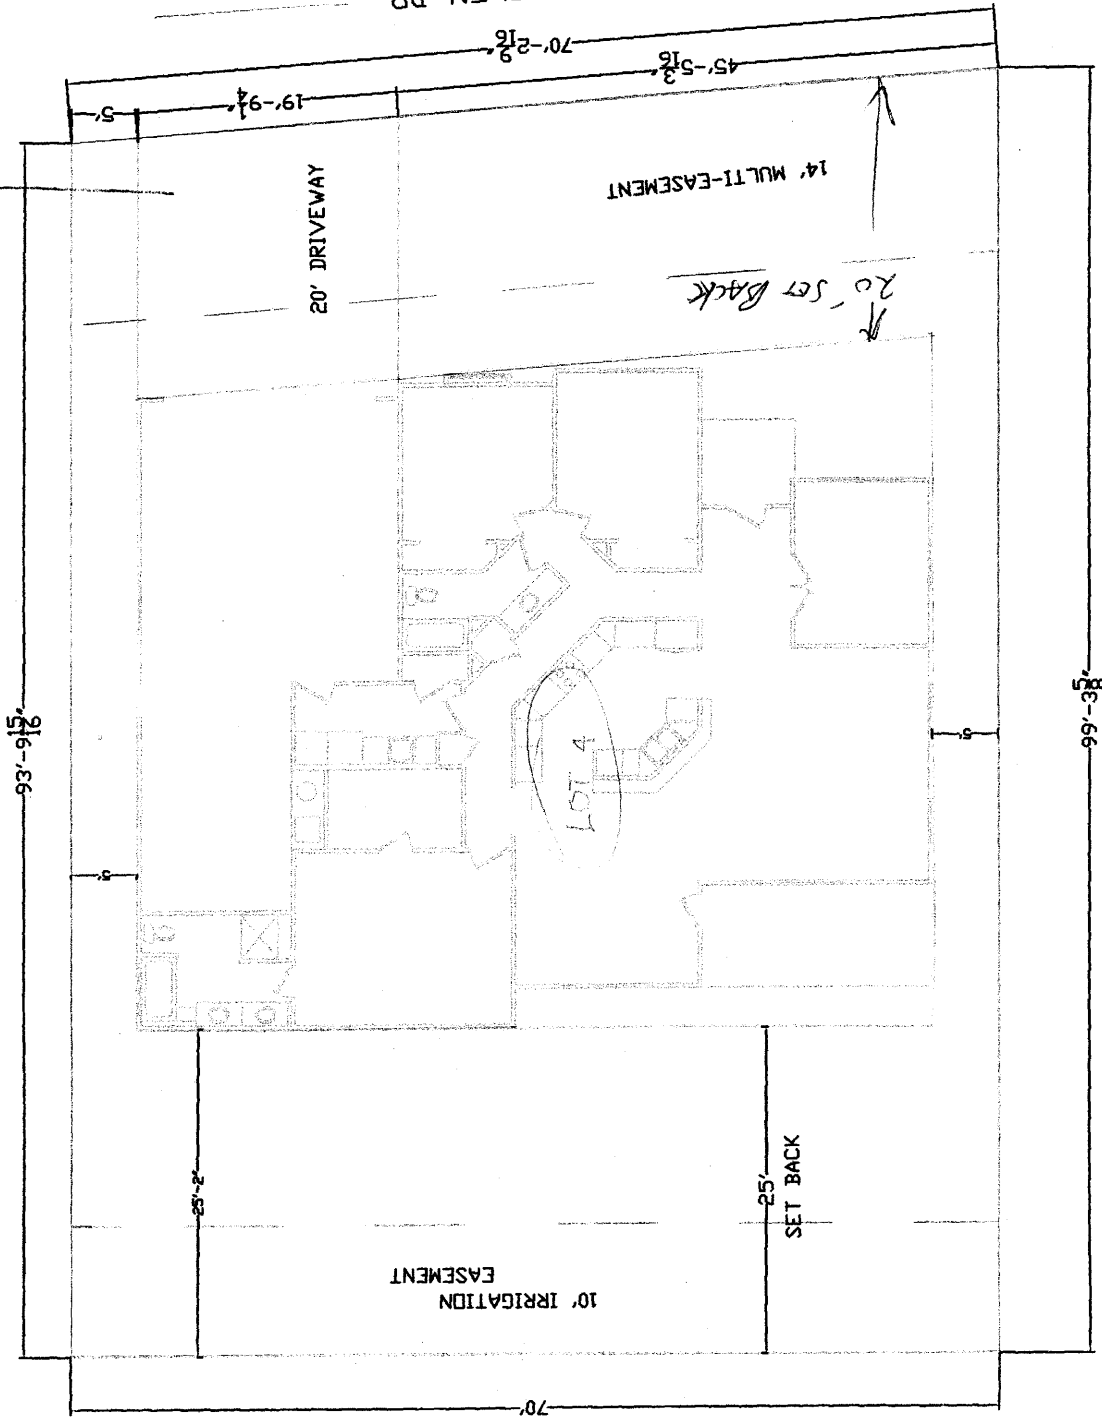 70'-2 9/16"
45'-5 3/16"
19'-9 1/4"
5'
14' MULTI-EASEMENT
20' DRIVEWAY
20' SET BACK
93'-9 15/16"
99'-3 5/8"
LOT 4
5'
5'
25'-2"
25'
SET BACK
10' IRRIGATION
EASEMENT
70'